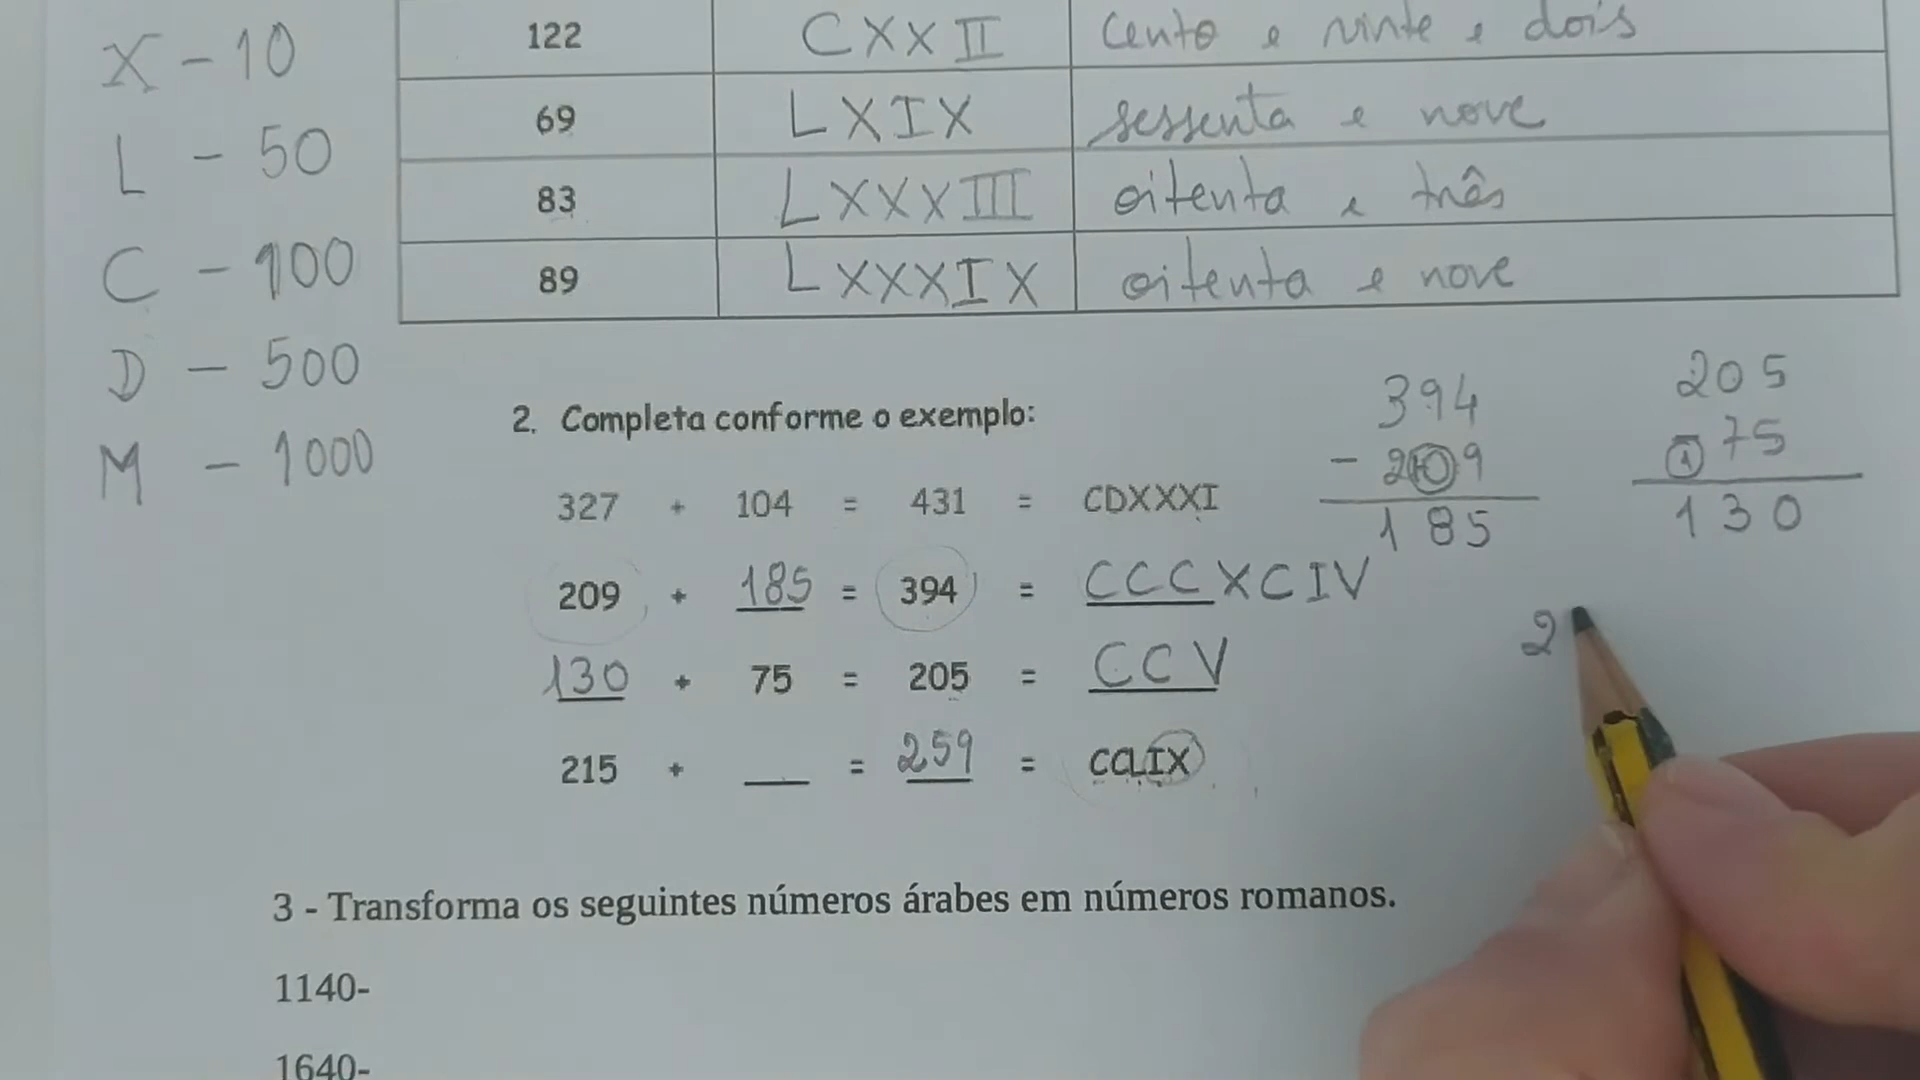 X - 10
L - 50
C - 100
D - 500
M - 1000
122 CXXII cento e vinte e dois
69 LXIX sessenta e nove
83 LXXXIII oitenta e três
89 LXXXIX oitenta e nove
2. Completa conforme o exemplo:
327 + 104 = 431 = CDXXXI
209 + 185 = 394 = CCCXCIV
130 + 75 = 205 = CCV
215 + ___ = 259 = CCLIX
394
- 209
185
205
1 75
130
2
3 - Transforma os seguintes números árabes em números romanos.
1140-
1640-